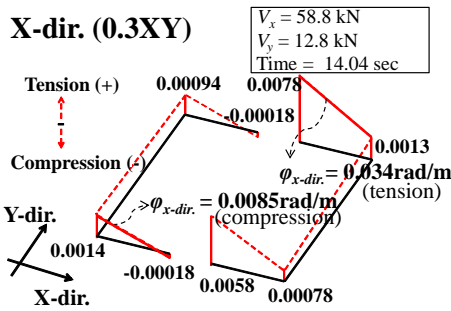 X-dir. (0.3XY)
Vx = 58.8 kN
Vy = 12.8 kN
Time = 14.04 sec
Tension (+)
Compression (-)
0.00094
0.0078
-0.00018
0.0013
φx-dir. = 0.034rad/m
(tension)
φx-dir. = 0.0085rad/m
(compression)
Y-dir.
0.0014
-0.00018
0.0058
0.00078
X-dir.